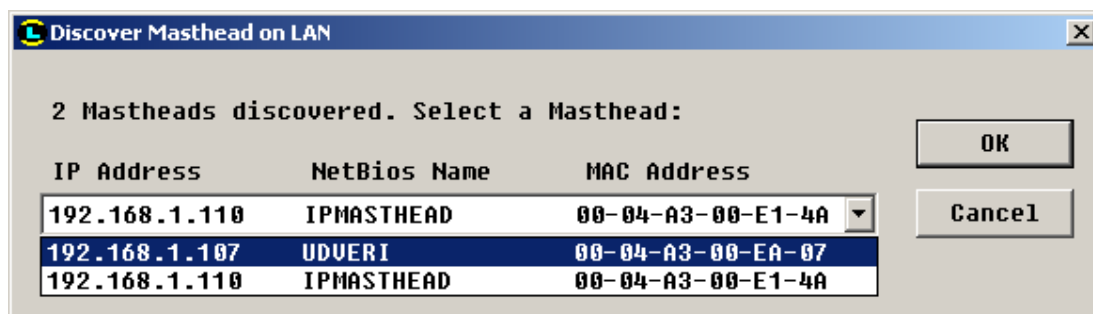 Discover Masthead on LAN
2 Mastheads discovered. Select a Masthead:
IP Address NetBios Name MAC Address
192.168.1.110 IPMASTHEAD 00-04-A3-00-E1-4A
192.168.1.107 UDVERI 00-04-A3-00-EA-07
192.168.1.110 IPMASTHEAD 00-04-A3-00-E1-4A
OK
Cancel